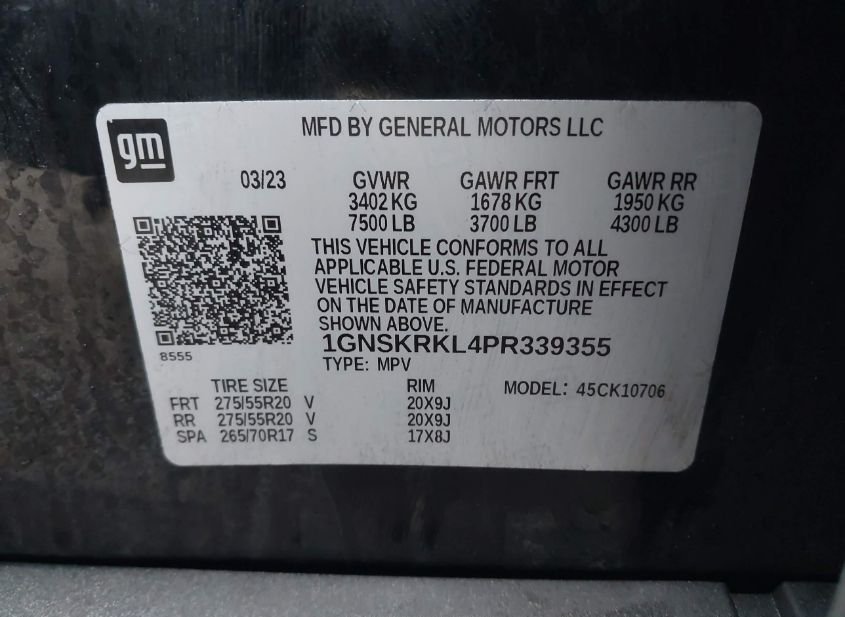 gm
MFD BY GENERAL MOTORS LLC
03/23 GVWR GAWR FRT GAWR RR
3402 KG 1678 KG 1950 KG
7500 LB 3700 LB 4300 LB
THIS VEHICLE CONFORMS TO ALL
APPLICABLE U.S. FEDERAL MOTOR
VEHICLE SAFETY STANDARDS IN EFFECT
ON THE DATE OF MANUFACTURE
SHOWN ABOVE.
8555
1GNSKRKL4PR339355
TYPE: MPV
TIRE SIZE RIM MODEL: 45CK10706
FRT 275/55R20 V 20X9J
RR 275/55R20 V 20X9J
SPA 265/70R17 S 17X8J